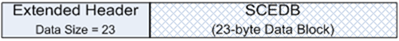 Extended Header
Data Size = 23
SCEDB
(23-byte Data Block)